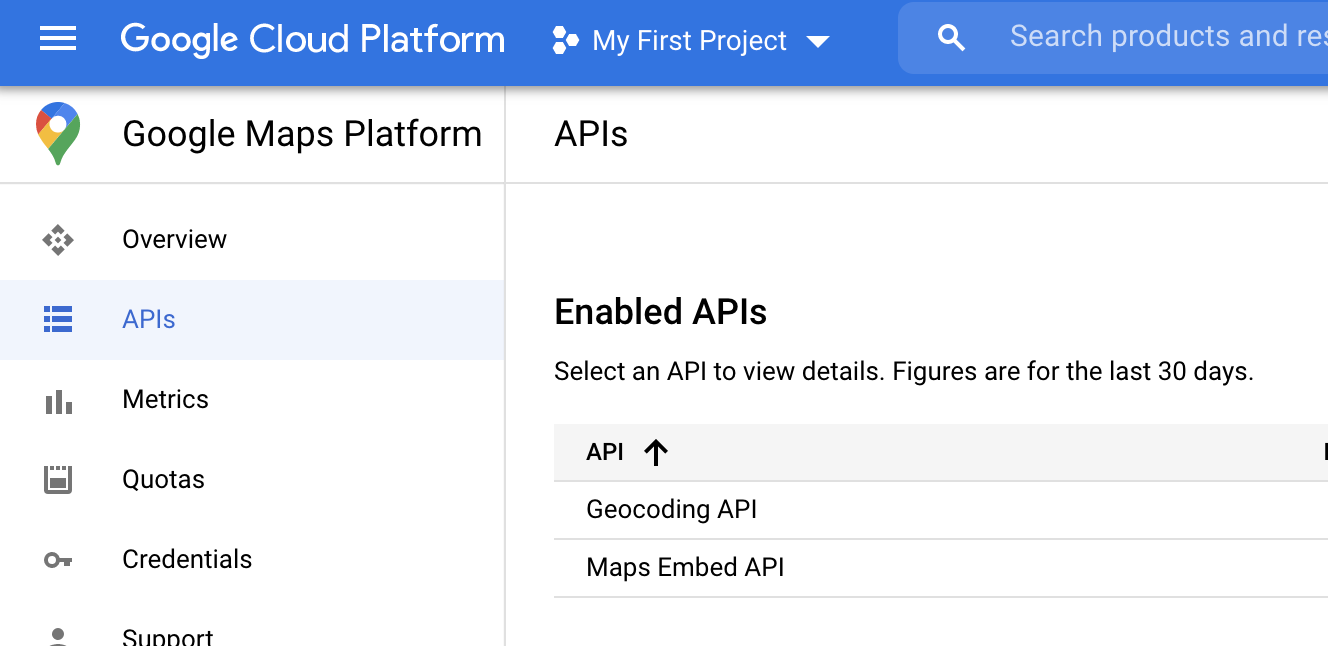 Google Cloud Platform
My First Project
Search products and
Google Maps Platform
APIs
Overview
APIs
Metrics
Quotas
Credentials
Support
Enabled APIs
Select an API to view details. Figures are for the last 30 days.
API
Geocoding API
Maps Embed API